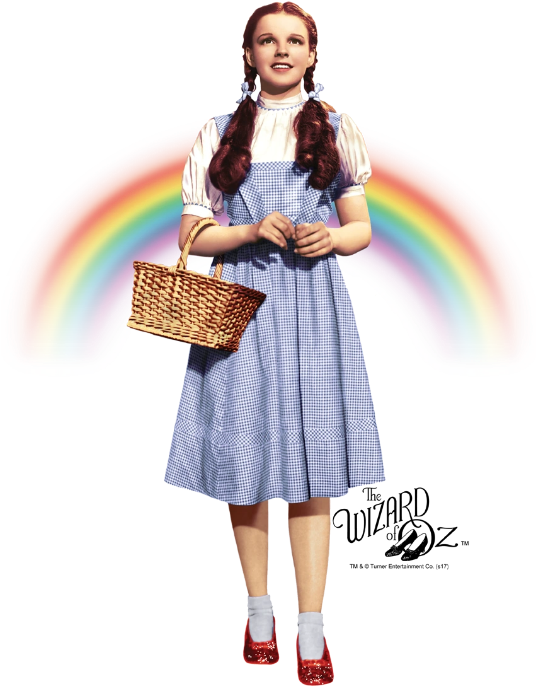 The
WIZARD
of OZ ™
TM & © Turner Entertainment Co. (s17)